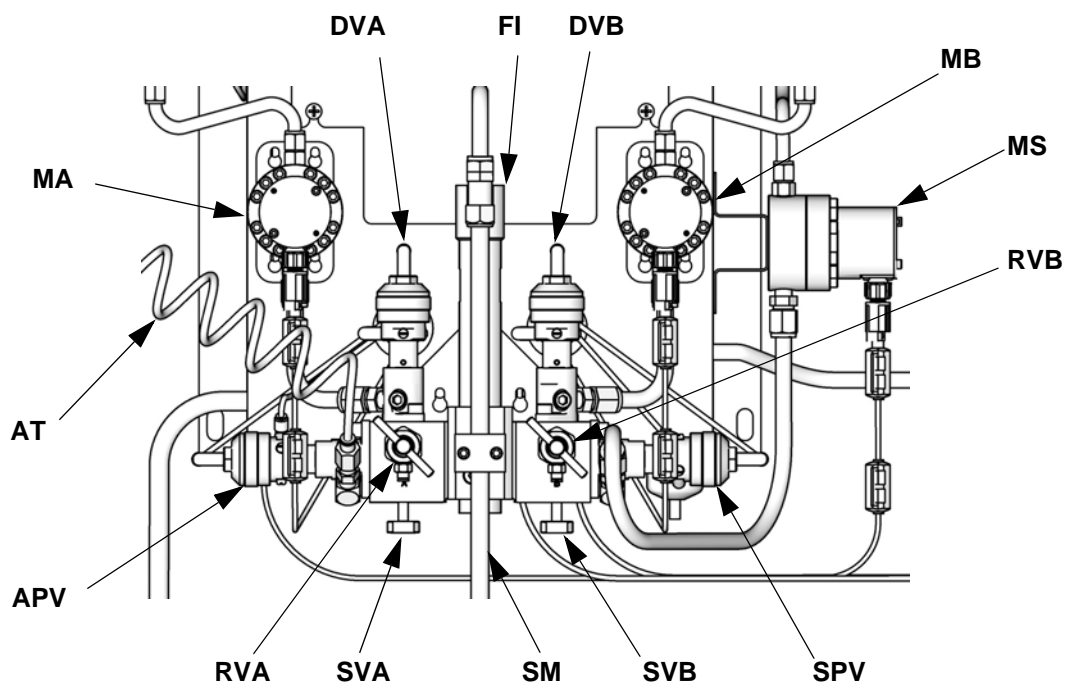 DVA FI DVB
MB
MS
MA
RVB
AT
APV
RVA SVA SM SVB SPV